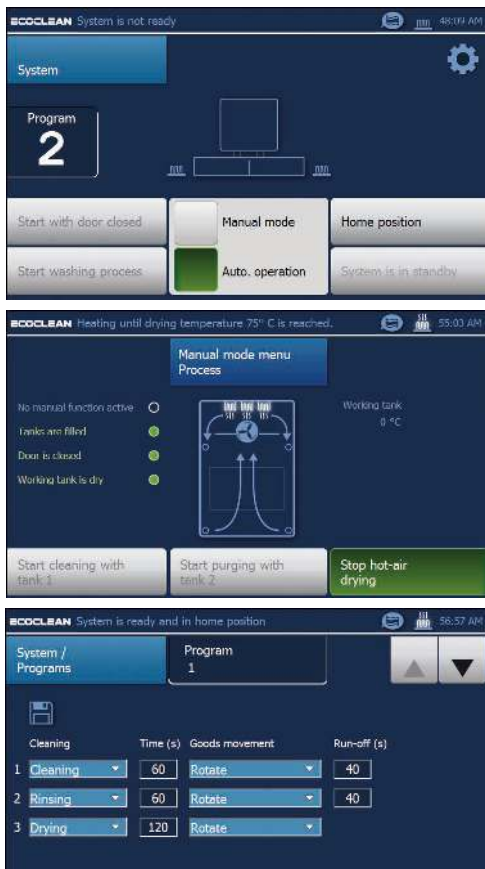 ECOCLEAN System is not ready 48:09 AM
System
Program
2
Start with door closed
Manual mode
Home position
Start washing process
Auto. operation
System is in standby
ECOCLEAN Heating until drying temperature 75° C is reached. 55:03 AM
Manual mode menu
Process
No manual function active
Tanks are filled
Door is closed
Working tank is dry
Working tank
0 °C
Start cleaning with
tank 1
Start purging with
tank 2
Stop hot-air
drying
ECOCLEAN System is ready and in home position 56:57 AM
System /
Programs
Program
1
Cleaning Time (s) Goods movement Run-off (s)
1 Cleaning 60 Rotate 40
2 Rinsing 60 Rotate 40
3 Drying 120 Rotate